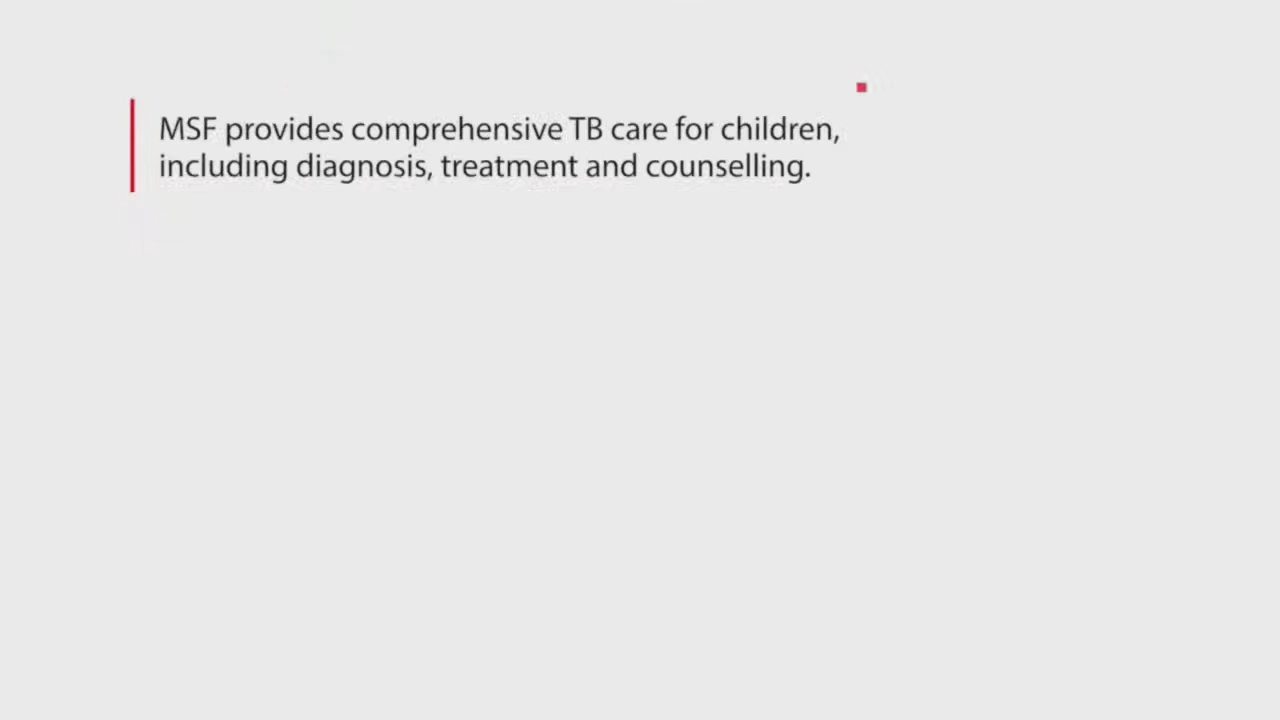 MSF provides comprehensive TB care for children,
including diagnosis, treatment and counselling.